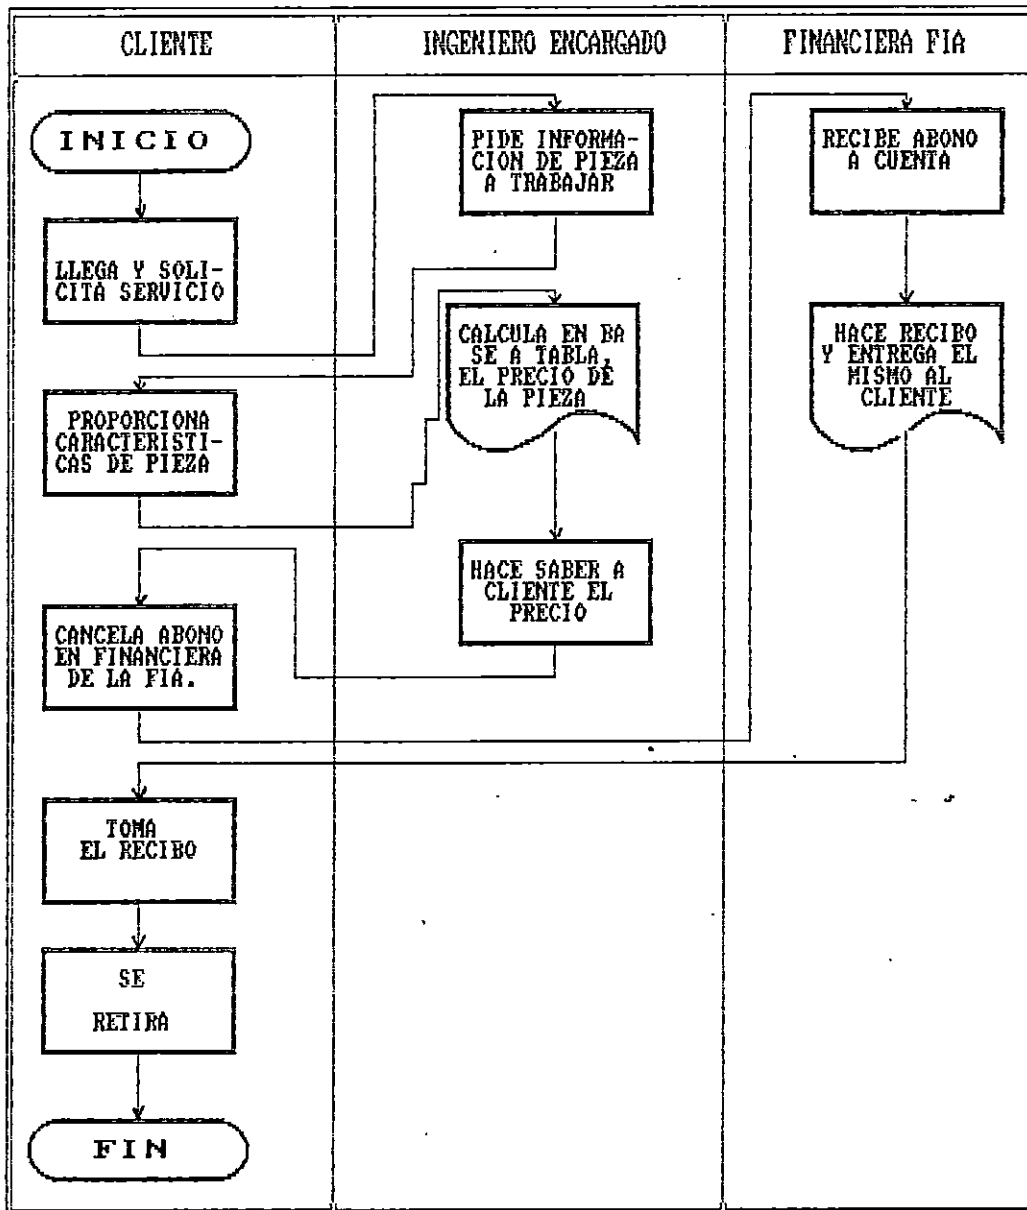 CLIENTE
INGENIERO ENCARGADO
FINANCIERA FIA
INICIO
LLEGA Y SOLI-
CITA SERVICIO
PROPORCIONA
CARACTERISTI-
CAS DE PIEZA
CANCELA ABONO
EN FINANCIERA
DE LA FIA.
TOMA
EL RECIBO
SE
RETIRA
FIN
PIDE INFORMA-
CION DE PIEZA
A TRABAJAR
CALCULA EN BA
SE A TABLA,
EL PRECIO DE
LA PIEZA
HACE SABER A
CLIENTE EL
PRECIO
RECIBE ABONO
A CUENTA
HACE RECIBO
Y ENTREGA EL
MISMO AL
CLIENTE